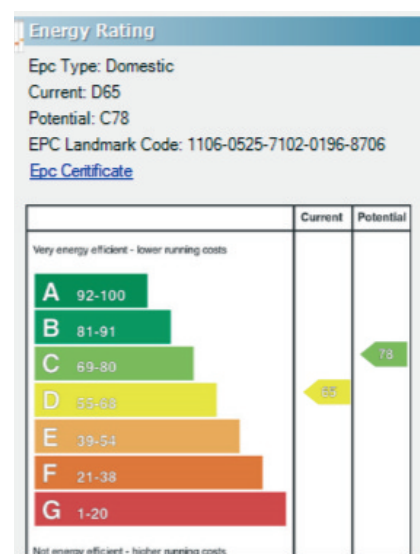 Energy Rating
Epc Type: Domestic
Current: D65
Potential: C78
EPC Landmark Code: 1106-0525-7102-0196-8706
Epc Ceritificate
Current Potential
Very energy efficient - lower running costs
A 92-100
B 81-91
C 69-80
78
D 55-68
65
E 39-54
F 21-38
G 1-20
Not energy efficient - higher running costs